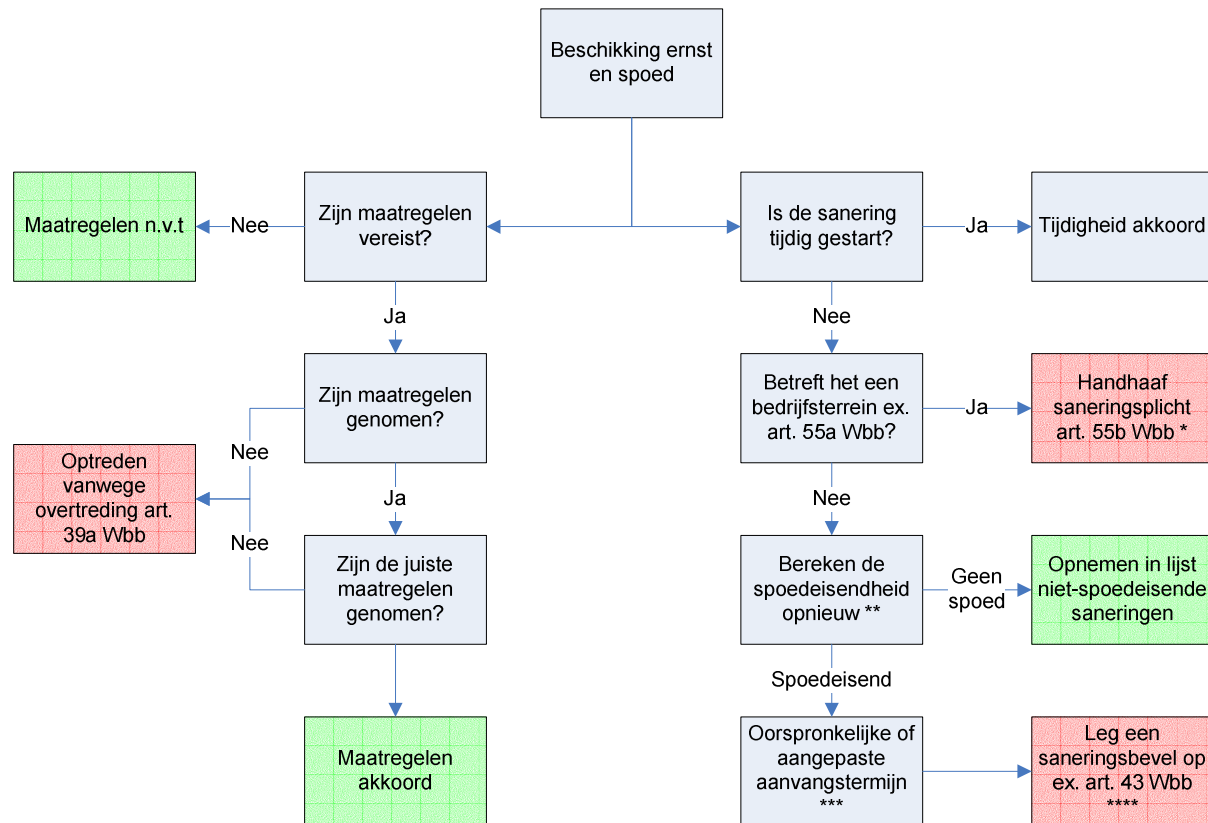 Beschikking ernst
en spoed
Maatregelen n.v.t
Nee
Zijn maatregelen
vereist?
Is de sanering
tijdig gestart?
Ja
Tijdigheid akkoord
Ja
Nee
Zijn maatregelen
genomen?
Betreft het een
bedrijfsterrein ex.
art. 55a Wbb?
Ja
Handhaaf
saneringsplicht
art. 55b Wbb *
Nee
Optreden
vanwege
overtreding art.
39a Wbb
Ja
Nee
Nee
Zijn de juiste
maatregelen
genomen?
Bereken de
spoedeisendheid
opnieuw **
Geen
spoed
Opnemen in lijst
niet-spoedeisende
saneringen
Spoedeisend
Maatregelen
akkoord
Oorspronkelijke of
aangepaste
aanvangstermijn
***
Leg een
saneringsbevel op
ex. art. 43 Wbb
****